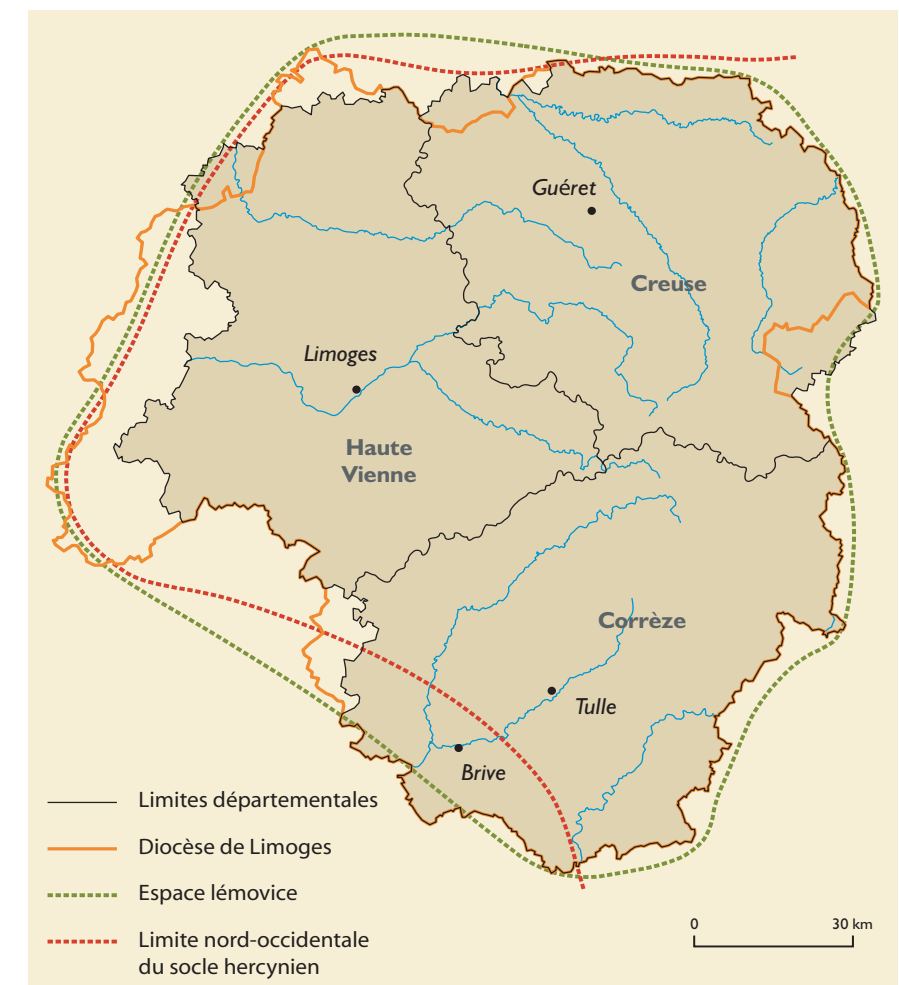 Guéret
Creuse
Limoges
Haute
Vienne
Corrèze
Tulle
Brive
Limites départementales
Diocèse de Limoges
Espace lémovice
Limite nord-occidentale
du socle hercynien
0 30 km